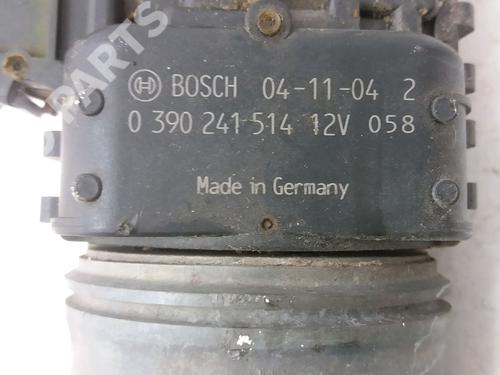 PARTS
BOSCH 04-11-04 2
0 390 241 514 12V 058
Made in Germany